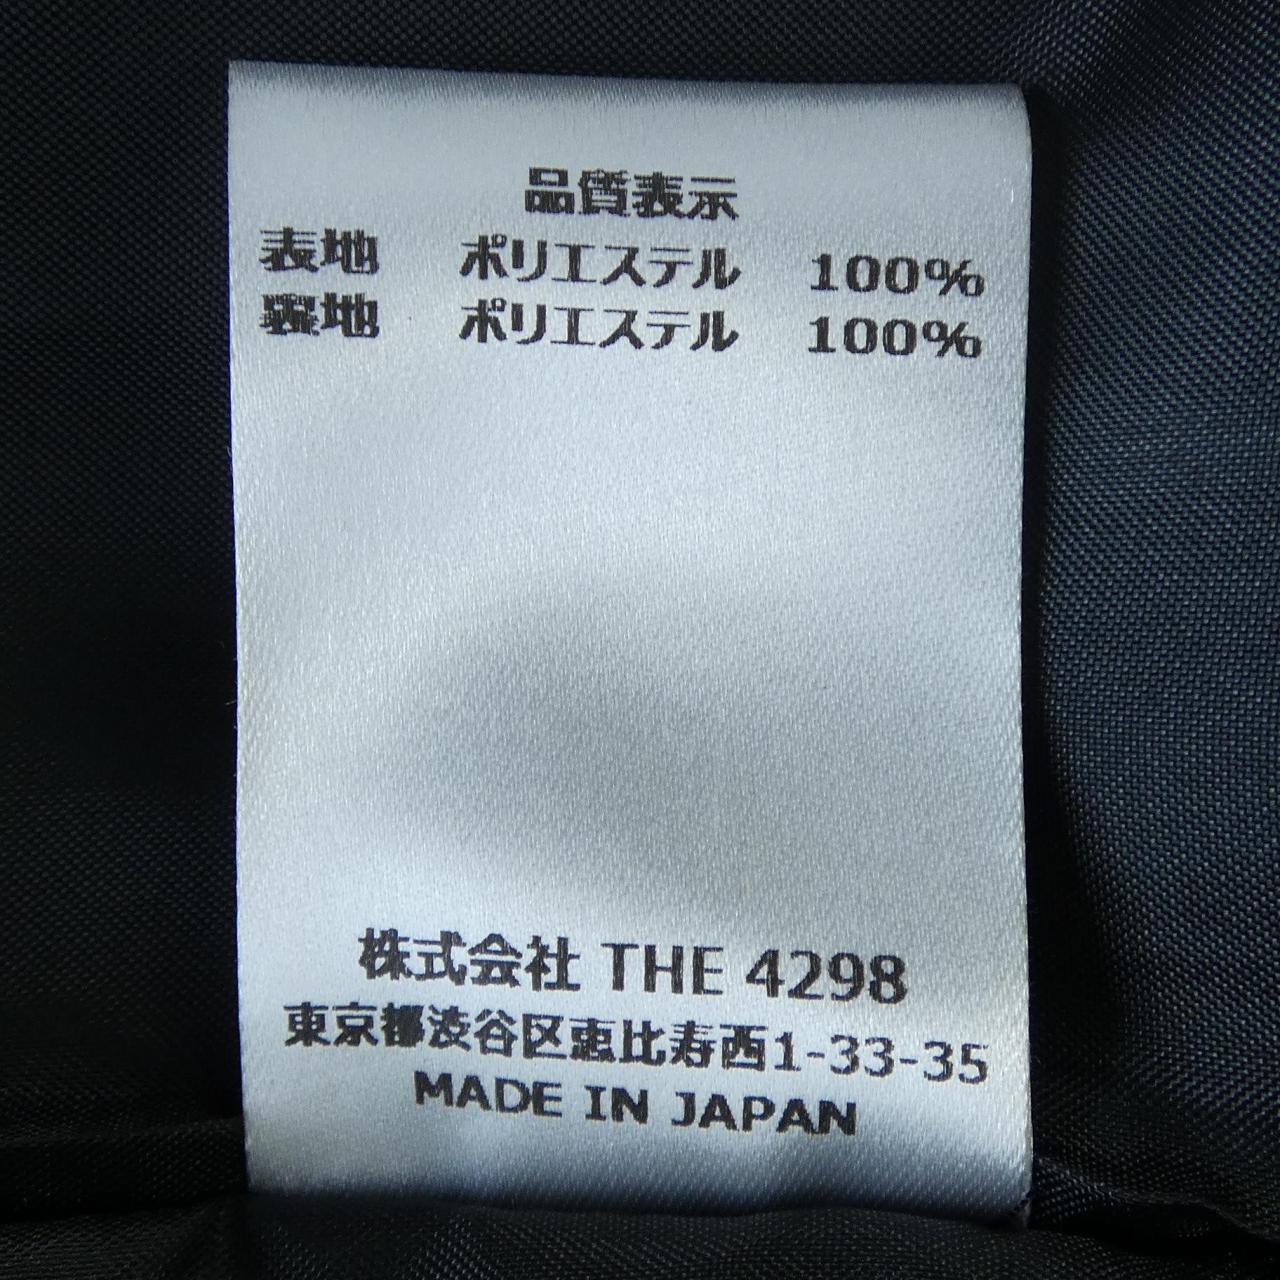 品質表示
表地 ポリエステル 100%
裏地 ポリエステル 100%
株式会社 THE 4298
東京都渋谷区恵比寿西1-33-35
MADE IN JAPAN